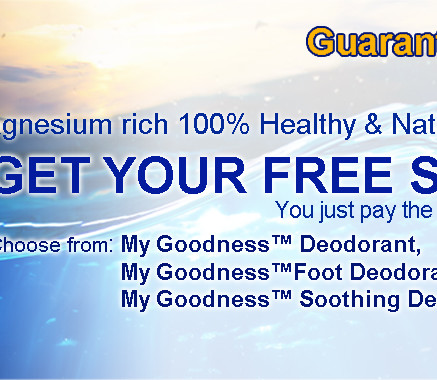 Guarant
gnesium rich 100% Healthy & Nat
GET YOUR FREE S
You just pay the
Choose from: My Goodness™ Deodorant,
My Goodness™Foot Deodora
My Goodness™ Soothing De